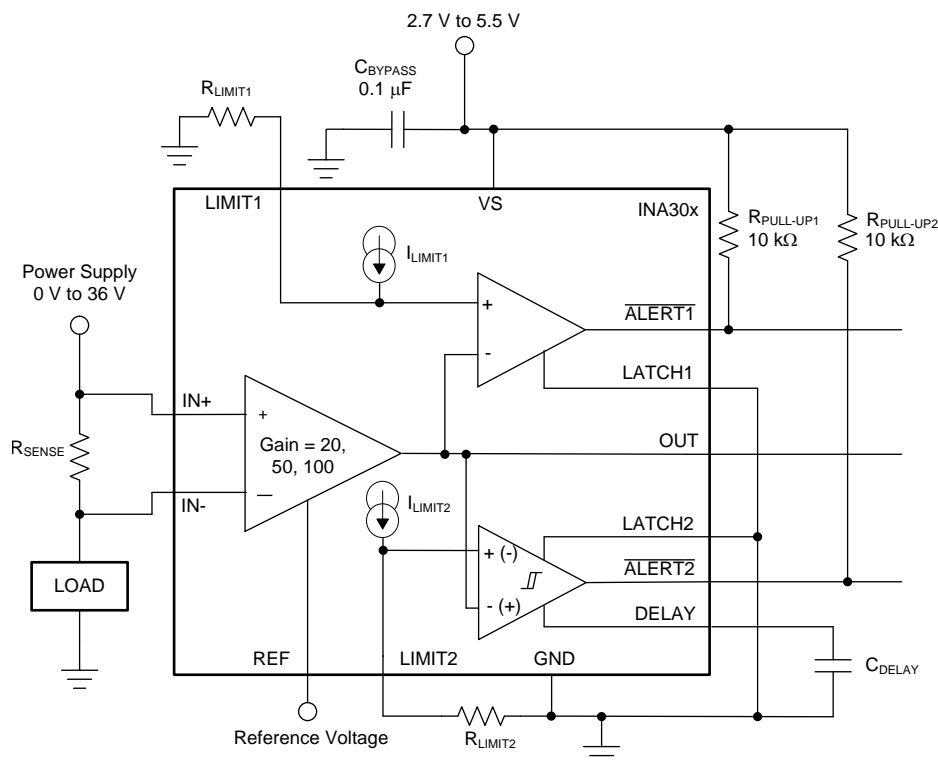 2.7 V to 5.5 V
CBYPASS
0.1 μF
RLIMIT1
LIMIT1
VS
INA30x
RPULL-UP1
10 kΩ
RPULL-UP2
10 kΩ
ILIMIT1
Power Supply
0 V to 36 V
+
-
ALERT1
LATCH1
IN+
+
RSENSE
Gain = 20,
50, 100
OUT
IN-
–
ILIMIT2
LATCH2
+ (-)
ALERT2
- (+)
LOAD
DELAY
REF
LIMIT2
GND
CDELAY
Reference Voltage
RLIMIT2